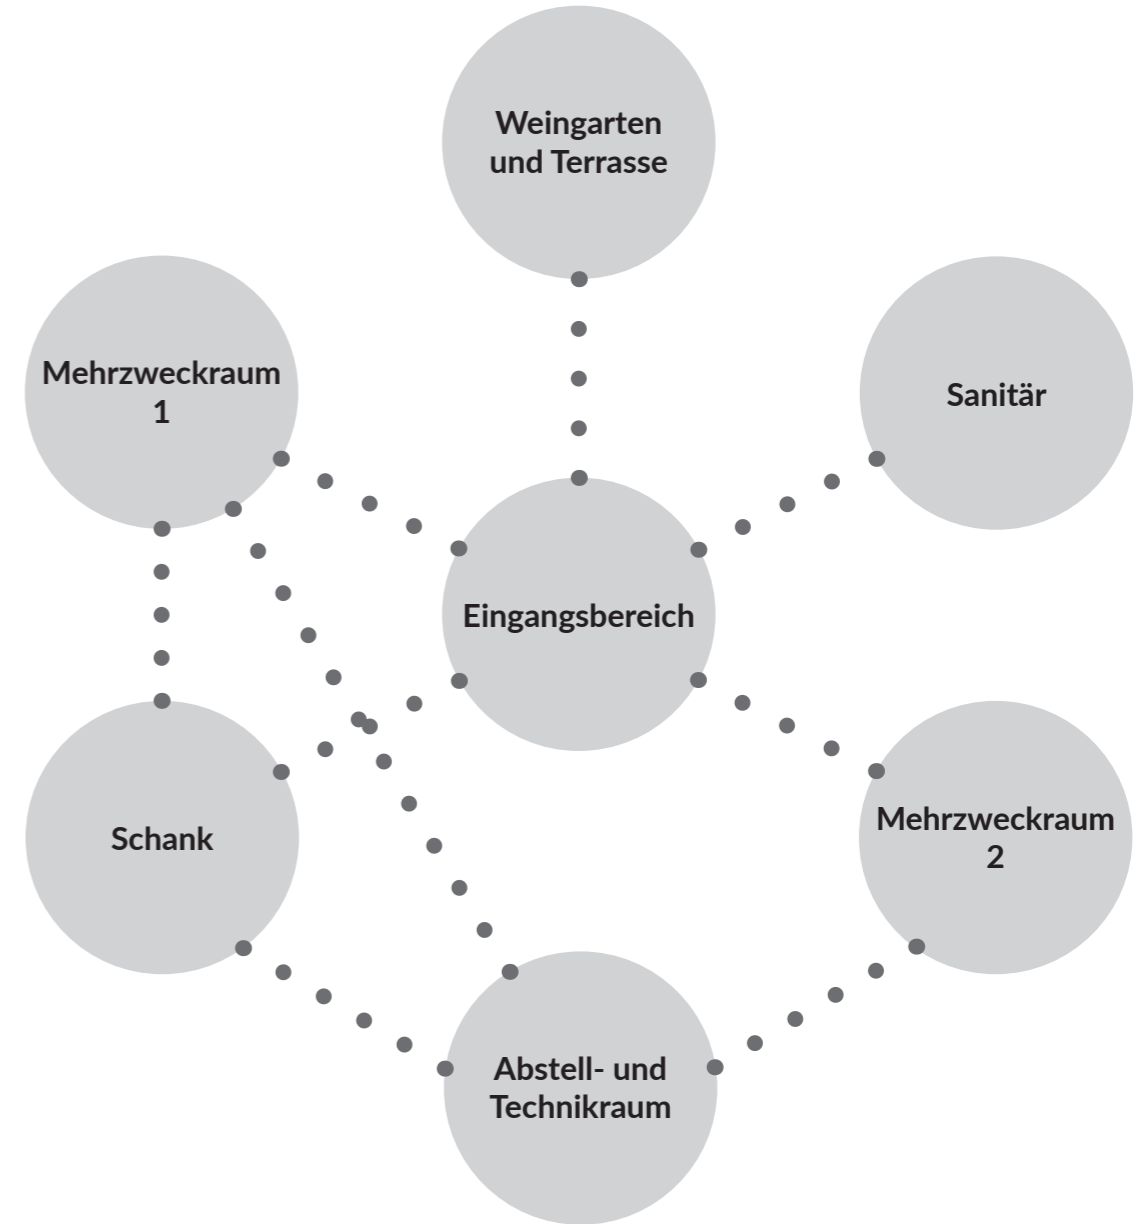 Weingarten
und Terrasse
Mehrzweckraum
1
Sanitär
Eingangsbereich
Schank
Mehrzweckraum
2
Abstell- und
Technikraum